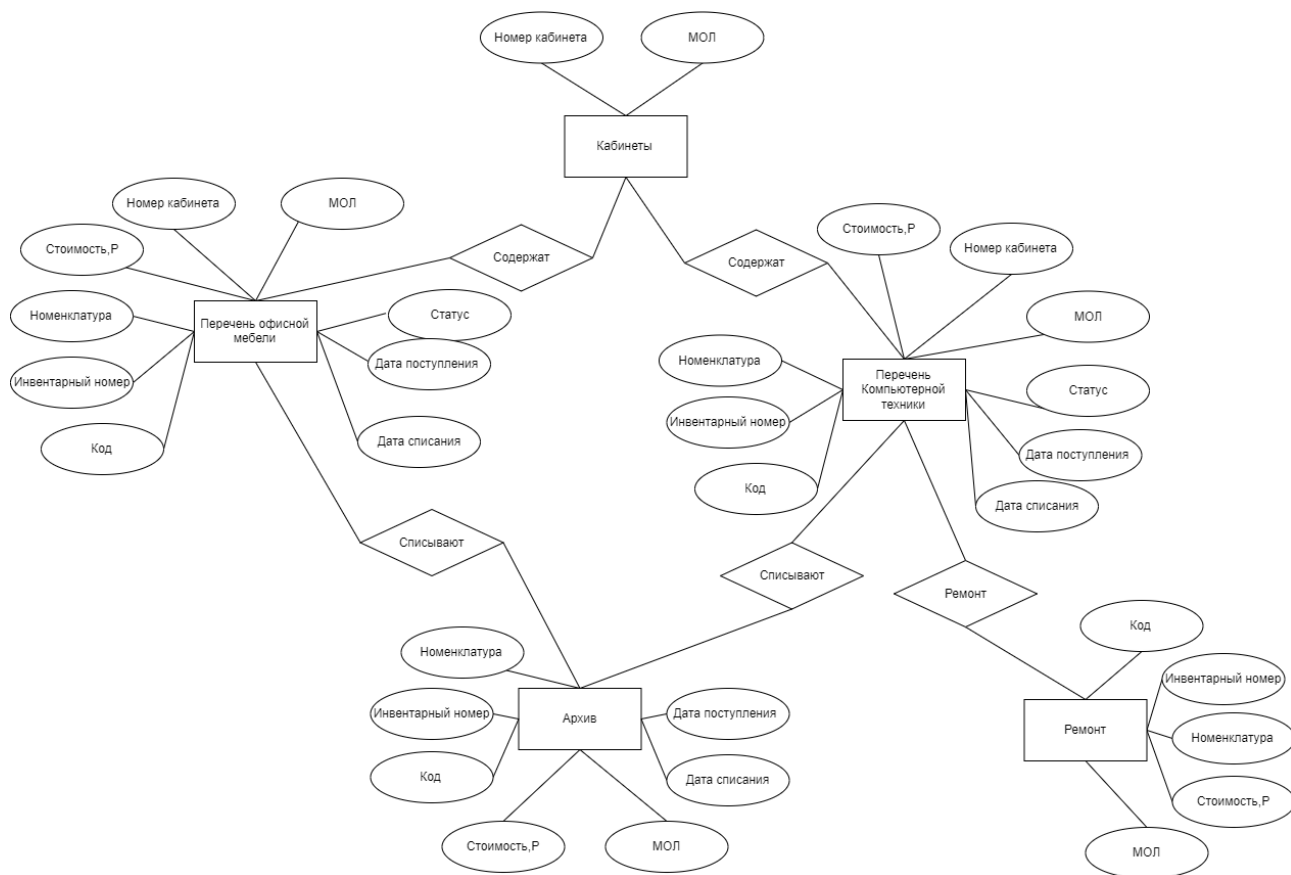 Номер кабинета
МОЛ
Кабинеты
Номер кабинета
МОЛ
Стоимость,Р
Содержат
Содержат
Стоимость,Р
Номер кабинета
Номенклатура
Перечень офисной
мебели
Статус
МОЛ
Дата поступления
Номенклатура
Перечень
Компьютерной
техники
Инвентарный номер
Статус
Инвентарный номер
Код
Дата списания
Дата поступления
Код
Дата списания
Списывают
Списывают
Ремонт
Код
Номенклатура
Инвентарный номер
Инвентарный номер
Архив
Дата поступления
Ремонт
Номенклатура
Код
Дата списания
Стоимость,Р
Стоимость,Р
МОЛ
МОЛ